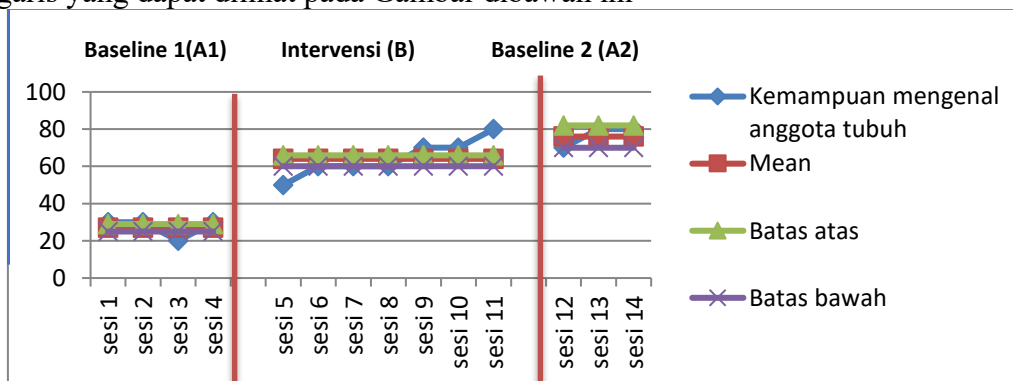 garis yang dapat dilihat pada Gambar dibawah ini
Baseline 1(A1) Intervensi (B) Baseline 2 (A2)
100
80
60
40
20
0
sesi 1
sesi 2
sesi 3
sesi 4
sesi 5
sesi 6
sesi 7
sesi 8
sesi 9
sesi 10
sesi 11
sesi 12
sesi 13
sesi 14
Kemampuan mengenal
anggota tubuh
Mean
Batas atas
Batas bawah